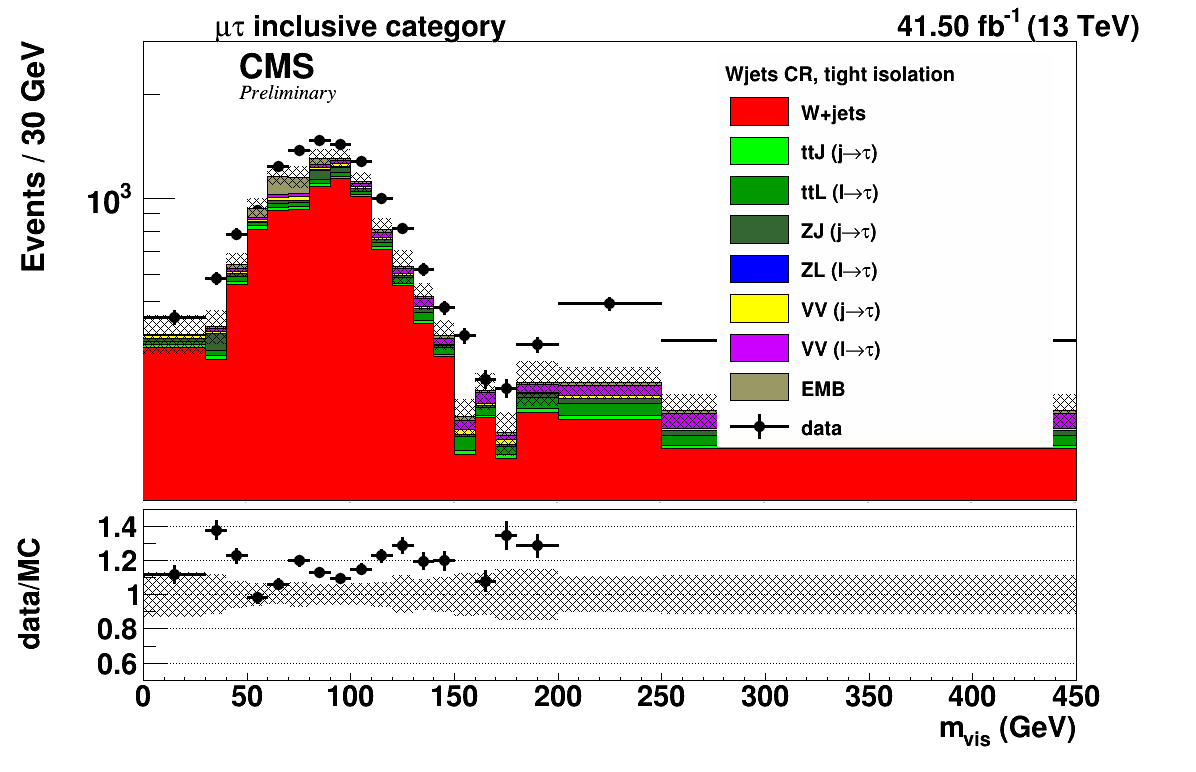 μτ inclusive category
41.50 fb⁻¹ (13 TeV)
CMS
Preliminary
Events / 30 GeV
10³
Wjets CR, tight isolation
W+jets
ttJ (j→τ)
ttL (l→τ)
ZJ (j→τ)
ZL (l→τ)
VV (j→τ)
VV (l→τ)
EMB
data
data/MC
1.4
1.2
1
0.8
0.6
0 50 100 150 200 250 300 350 400 450
m_vis (GeV)